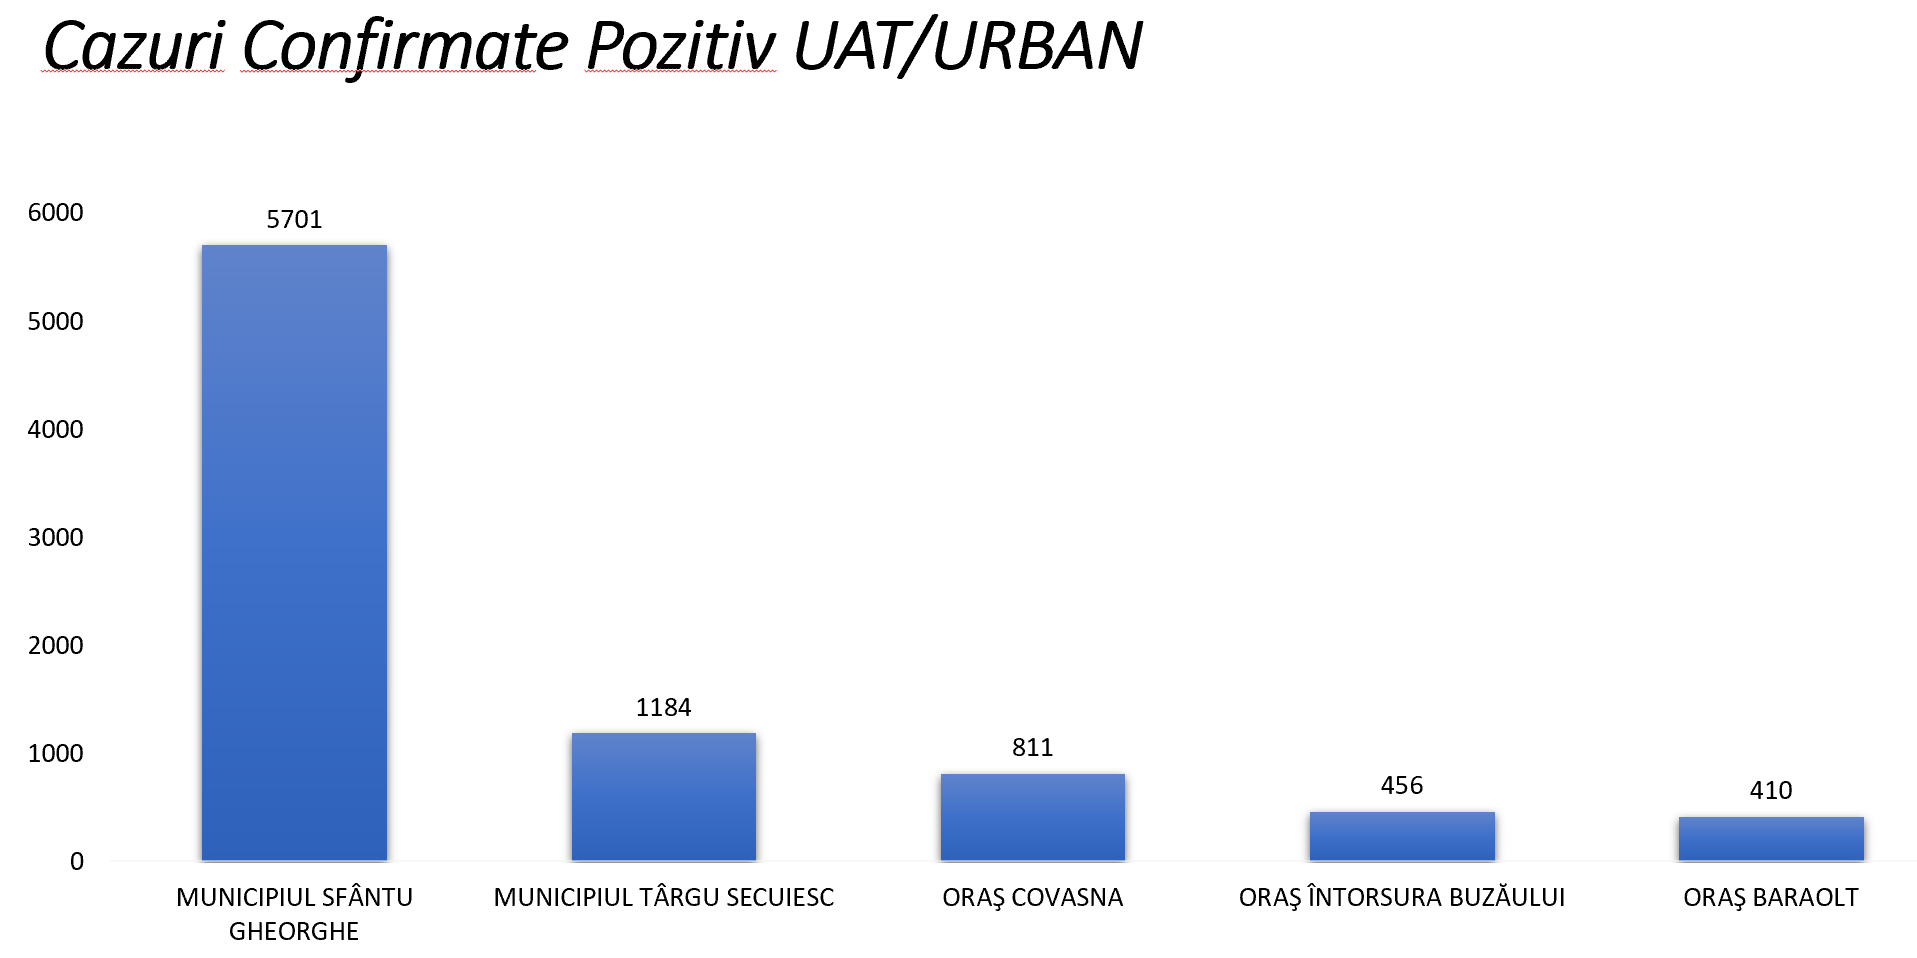 Cazuri Confirmate Pozitiv UAT/URBAN
6000
5000
4000
3000
2000
1000
0
5701
1184
811
456
410
MUNICIPIUL SFÂNTU
GHEORGHE
MUNICIPIUL TÂRGU SECUIESC
ORAŞ COVASNA
ORAŞ ÎNTORSURA BUZĂULUI
ORAŞ BARAOLT